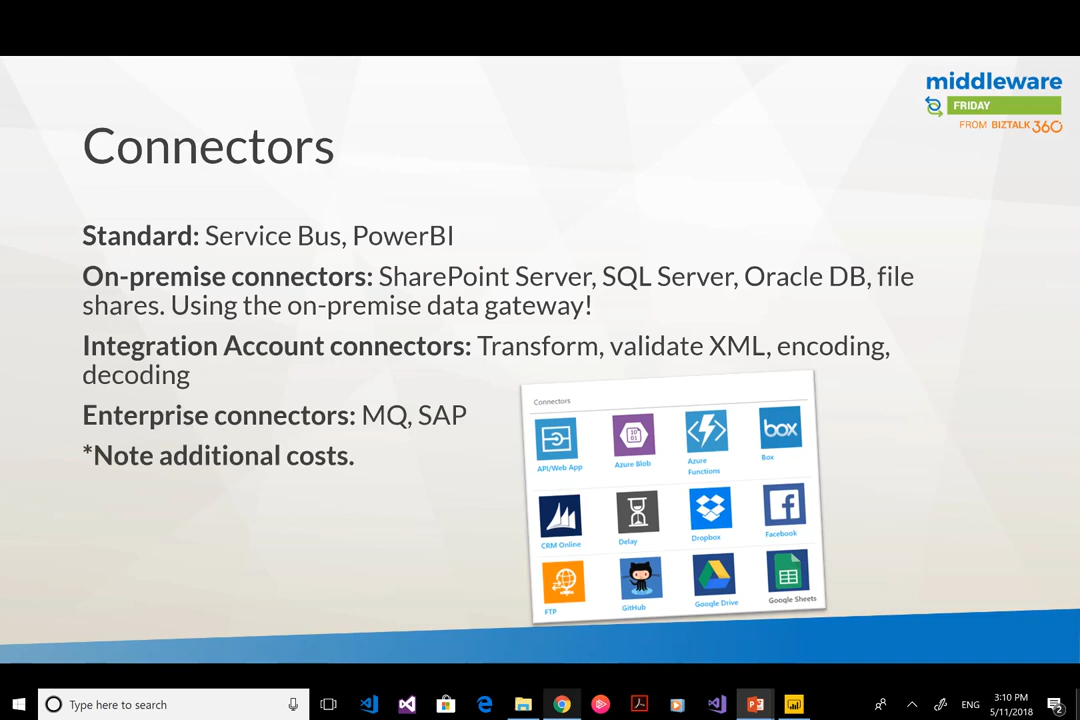 middleware
FRIDAY
FROM BIZTALK360
Connectors
Standard: Service Bus, PowerBI
On-premise connectors: SharePoint Server, SQL Server, Oracle DB, file
shares. Using the on-premise data gateway!
Integration Account connectors: Transform, validate XML, encoding,
decoding
Enterprise connectors: MQ, SAP
*Note additional costs.
Connectors
API/Web App
Azure Blob
Azure
Functions
box
Box
CRM Online
Delay
Dropbox
Facebook
FTP
GitHub
Google Drive
Google Sheets
Type here to search
ENG
3:10 PM
5/11/2018
2